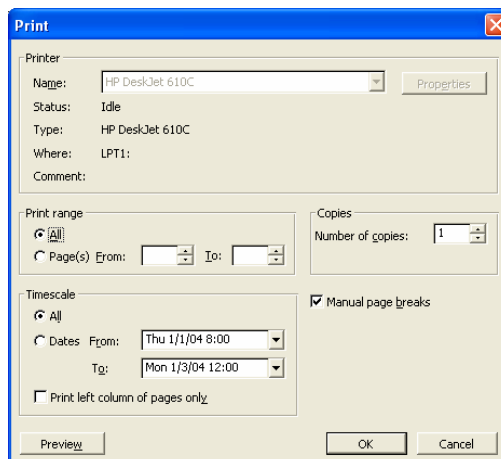 Print
Printer
Name: HP DeskJet 610C Properties
Status: Idle
Type: HP DeskJet 610C
Where: LPT1:
Comment:
Print range
All
Page(s) From: To:
Copies
Number of copies: 1
Timescale
All
Dates From: Thu 1/1/04 8:00
To: Mon 1/3/04 12:00
Print left column of pages only
Manual page breaks
Preview OK Cancel